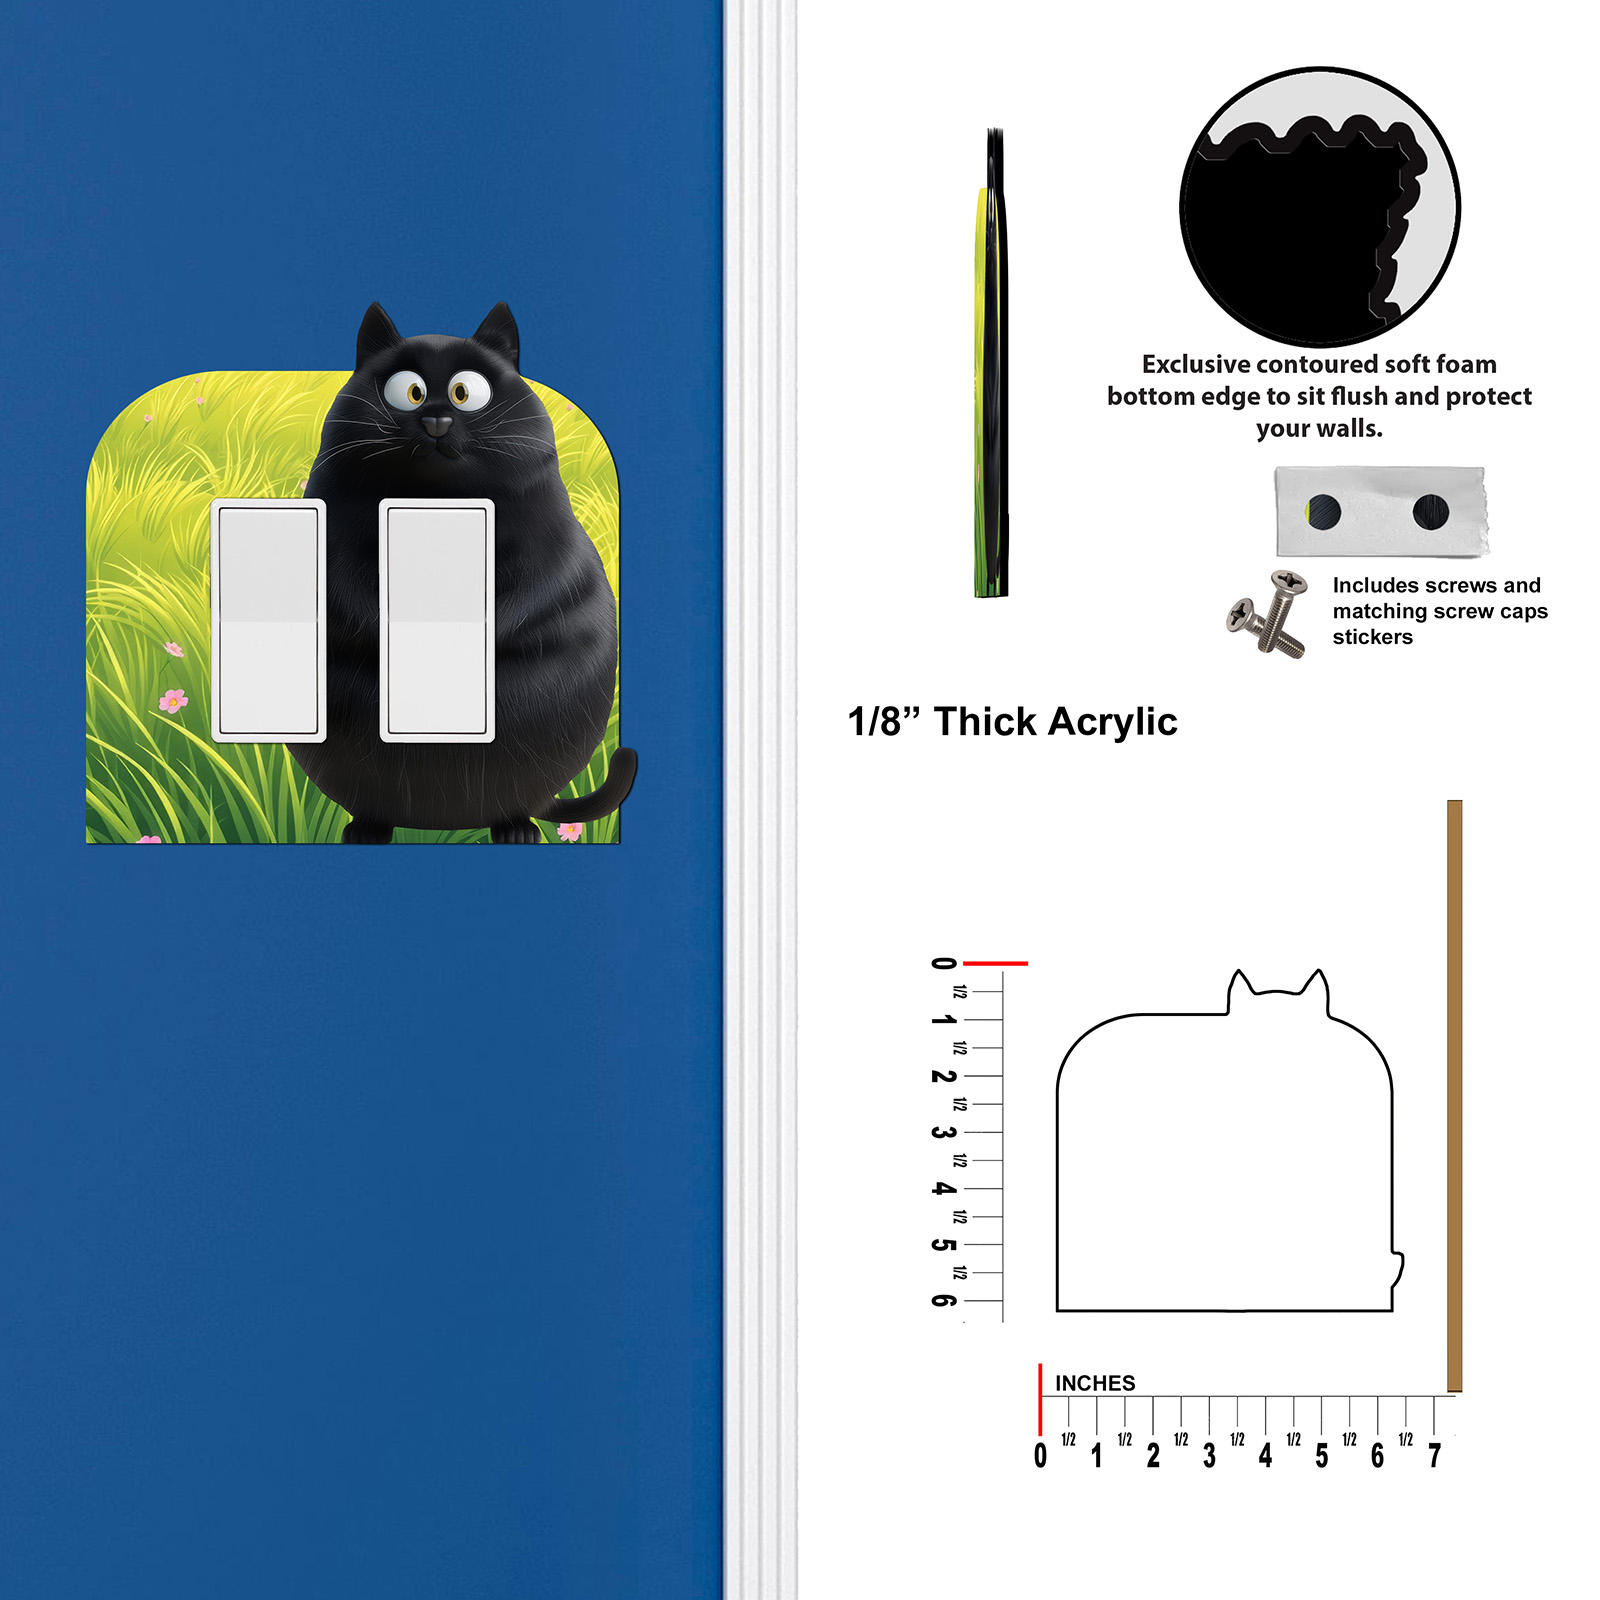 Exclusive contoured soft foam
bottom edge to sit flush and protect
your walls.
Includes screws and
matching screw caps
stickers
1/8” Thick Acrylic
0
1/2
1
1/2
2
1/2
3
1/2
4
1/2
5
1/2
6
INCHES
0 1/2 1 1/2 2 1/2 3 1/2 4 1/2 5 1/2 6 1/2 7